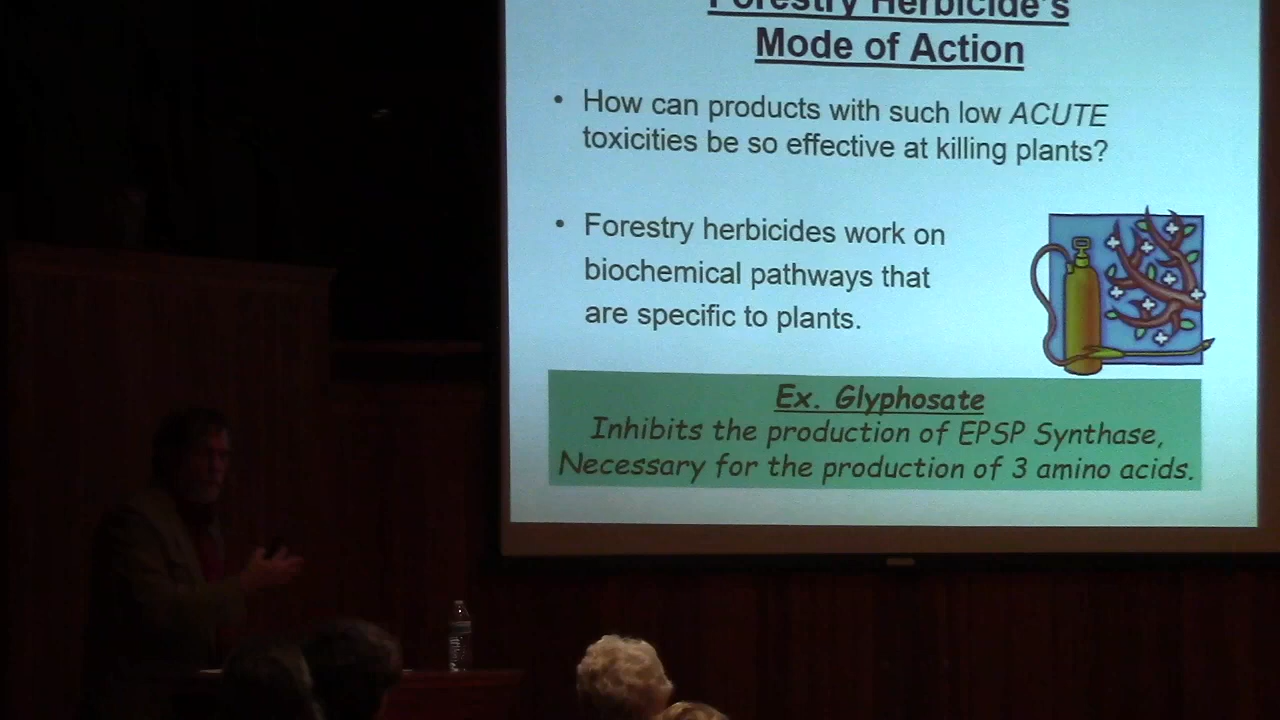 Forestry Herbicide's
Mode of Action
• How can products with such low ACUTE
toxicities be so effective at killing plants?
• Forestry herbicides work on
biochemical pathways that
are specific to plants.
Ex. Glyphosate
Inhibits the production of EPSP Synthase,
Necessary for the production of 3 amino acids.